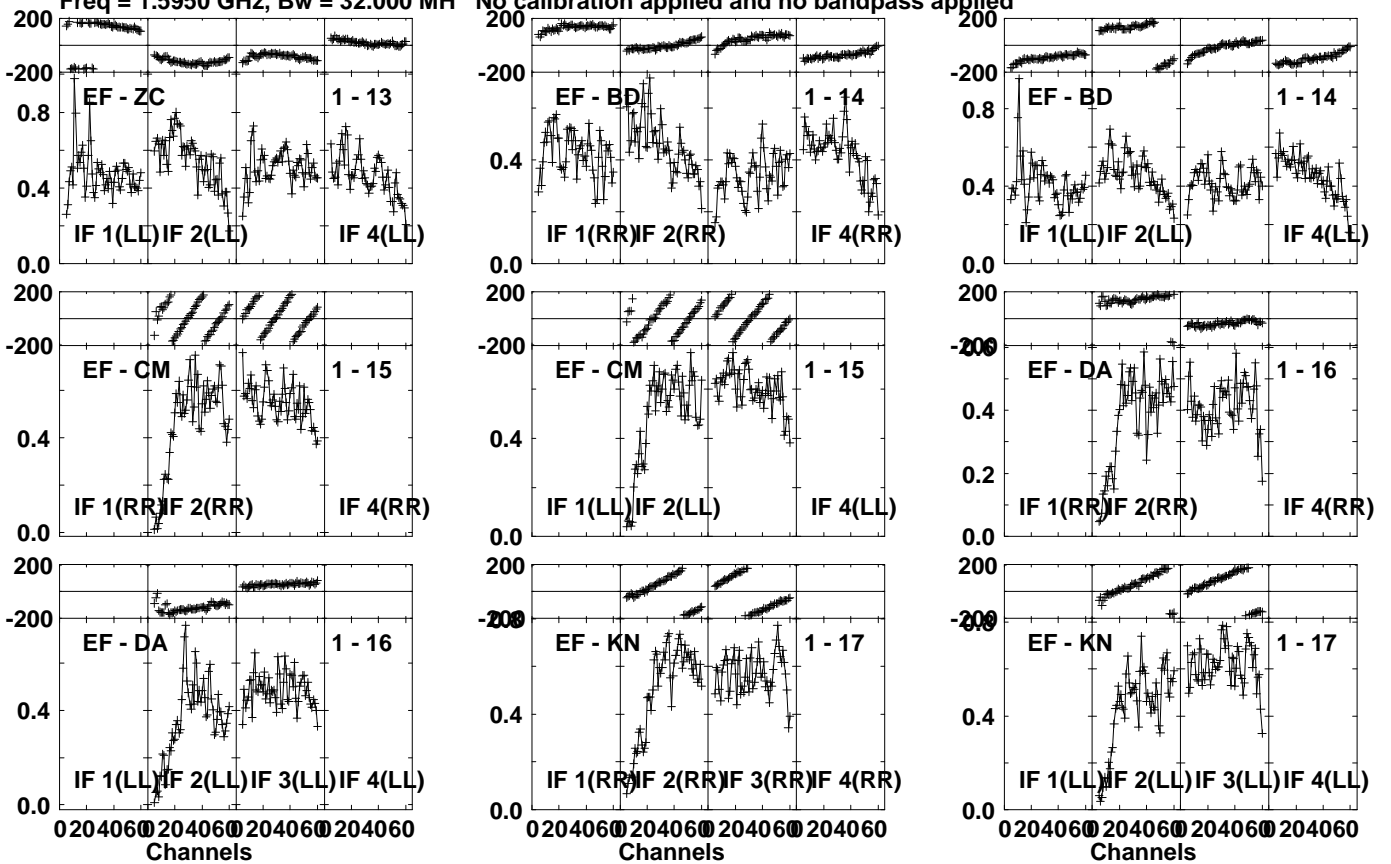 Freq = 1.5950 GHz, Bw = 32.000 MH No calibration applied and no bandpass applied
200 200 200
-200 -200 -200
EF - ZC 1 - 13 EF - BD 1 - 14 EF - BD 1 - 14
0.8 0.8
0.4 0.4 0.4
IF 1(LL) IF 2(LL) IF 4(LL) IF 1(RR) IF 2(RR) IF 4(RR) IF 1(LL) IF 2(LL) IF 4(LL)
0.0 0.0 0.0
200 200 200
-200 -200 -200 0.6
EF - CM 1 - 15 EF - CM 1 - 15 EF - DA 1 - 16
0.4 0.4 0.4
0.2
IF 1(RR) IF 2(RR) IF 4(RR) IF 1(LL) IF 2(LL) IF 4(LL) IF 1(RR) IF 2(RR) IF 4(RR)
0.0 0.0 0.0
200 200 200
-200 -200 0.8 -200 0.8
EF - DA 1 - 16 EF - KN 1 - 17 EF - KN 1 - 17
0.4 0.4 0.4
IF 1(LL) IF 2(LL) IF 3(LL) IF 4(LL) IF 1(RR) IF 2(RR) IF 3(RR) IF 4(RR) IF 1(LL) IF 2(LL) IF 3(LL) IF 4(LL)
0.0 0.0 0.0
0 20 40 60 0 20 40 60 0 20 40 60 0 20 40 60 0 20 40 60 0 20 40 60 0 20 40 60 0 20 40 60 0 20 40 60 0 20 40 60 0 20 40 60 0 20 40 60
Channels Channels Channels